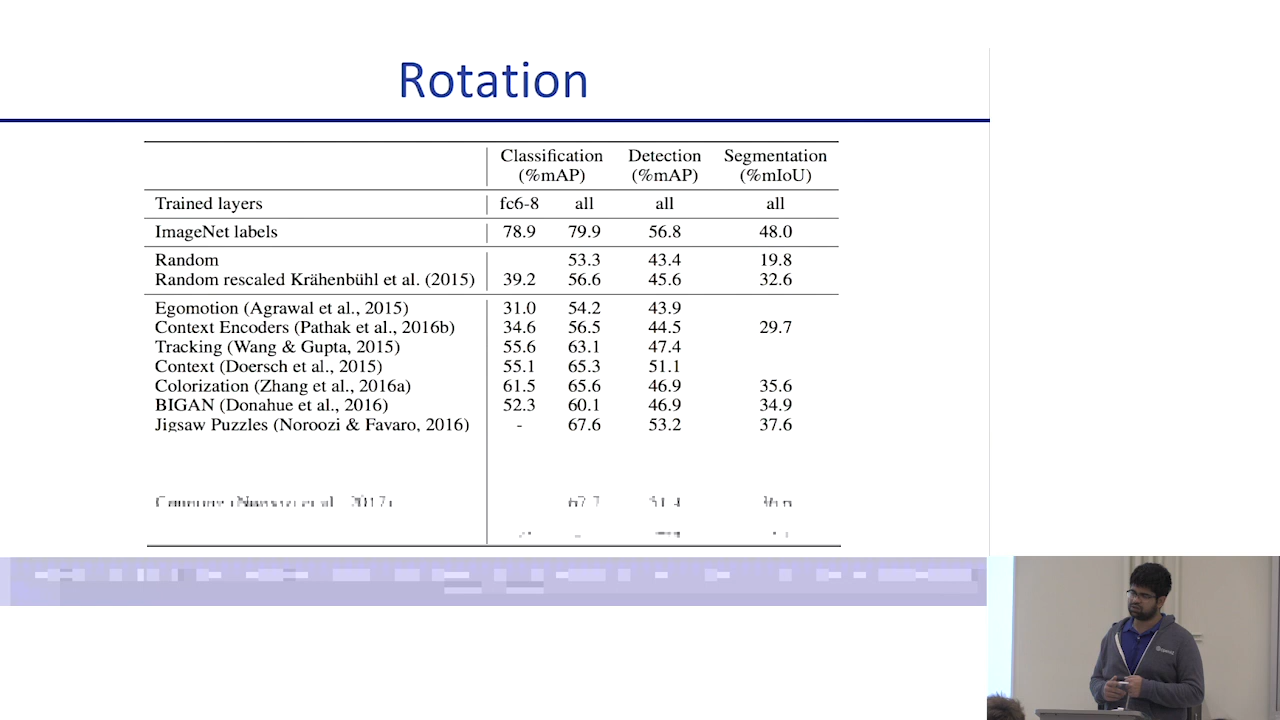 Rotation
Classification Detection Segmentation
(%mAP) (%mAP) (%mIoU)
Trained layers fc6-8 all all all
ImageNet labels 78.9 79.9 56.8 48.0
Random 53.3 43.4 19.8
Random rescaled Krähenbühl et al. (2015) 39.2 56.6 45.6 32.6
Egomotion (Agrawal et al., 2015) 31.0 54.2 43.9
Context Encoders (Pathak et al., 2016b) 34.6 56.5 44.5 29.7
Tracking (Wang & Gupta, 2015) 55.6 63.1 47.4
Context (Doersch et al., 2015) 55.1 65.3 51.1
Colorization (Zhang et al., 2016a) 61.5 65.6 46.9 35.6
BIGAN (Donahue et al., 2016) 52.3 60.1 46.9 34.9
Jigsaw Puzzles (Noroozi & Favaro, 2016) - 67.6 53.2 37.6